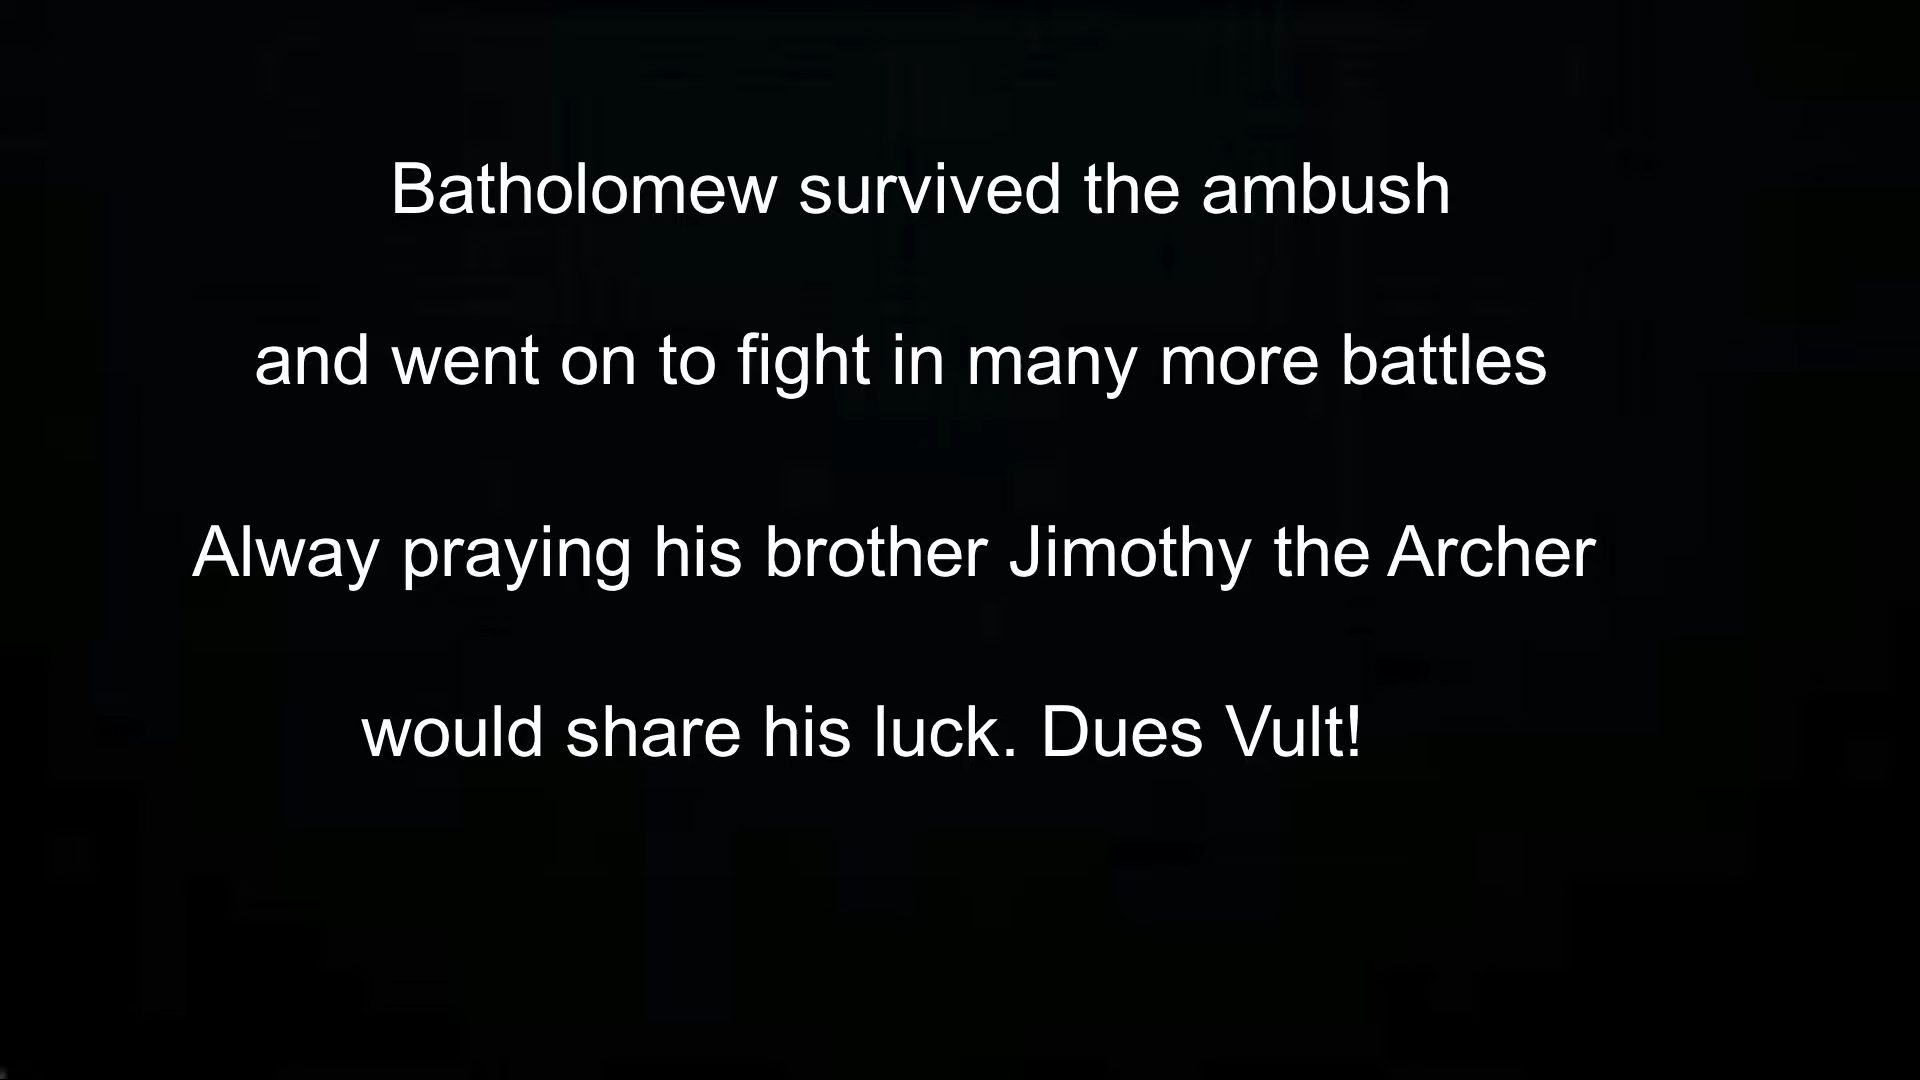 Batholomew survived the ambush
and went on to fight in many more battles
Alway praying his brother Jimothy the Archer
would share his luck. Dues Vult!